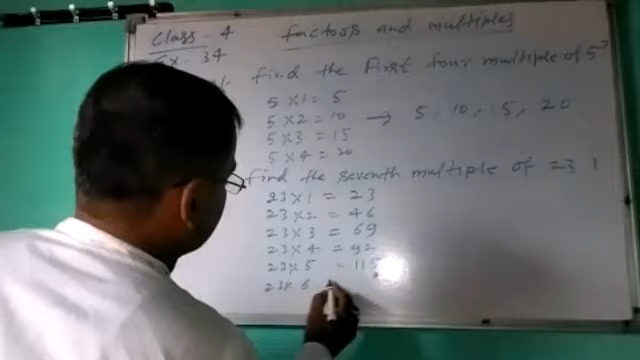 Class - 4 factors and multiples
Ex - 34
find the first four multiple of 5?
5 × 1 = 5
5 × 2 = 10 → 5, 10, 15, 20
5 × 3 = 15
5 × 4 = 20
find the seventh multiple of 23
23 × 1 = 23
23 × 2 = 46
23 × 3 = 69
23 × 4 = 92
23 × 5 = 115
23 × 6